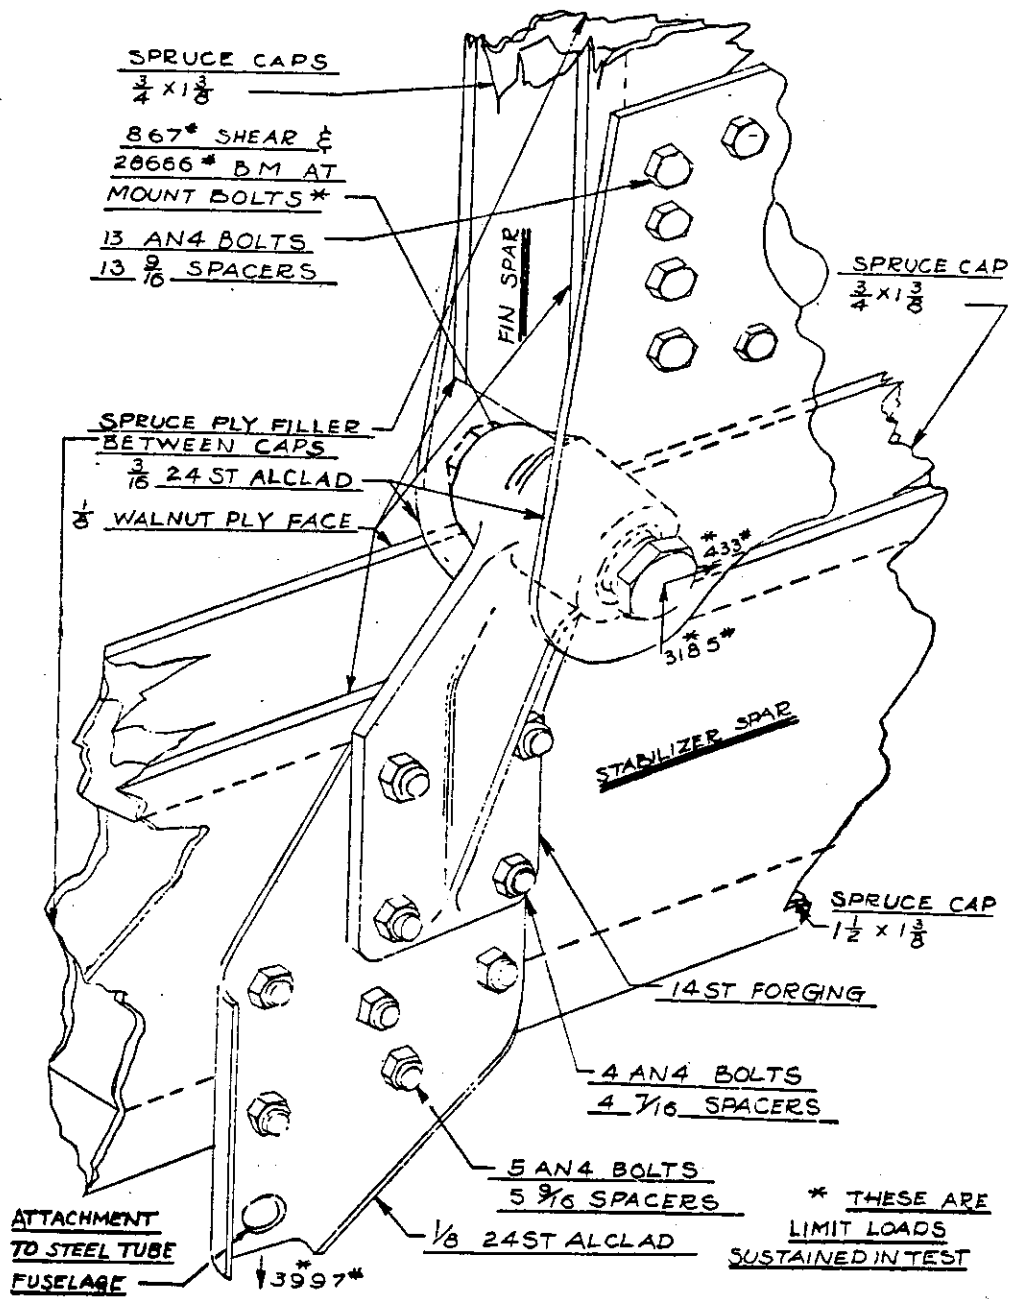 SPRUCE CAPS
3/4 x 1 3/8
867# SHEAR &
28666# BM AT
MOUNT BOLTS *
13 AN4 BOLTS
13 9/16 SPACERS
FIN SPAR
SPRUCE CAP
3/4 x 1 3/8
SPRUCE PLY FILLER
BETWEEN CAPS
3/16 24 ST ALCLAD
1/8 WALNUT PLY FACE
* 433#
* 3185#
STABILIZER SPAR
SPRUCE CAP
1 1/2 x 1 3/8
14 ST FORGING
4 AN4 BOLTS
4 7/16 SPACERS
5 AN4 BOLTS
5 9/16 SPACERS
1/8 24 ST ALCLAD
ATTACHMENT
TO STEEL TUBE
FUSELAGE
* 3997#
* THESE ARE
LIMIT LOADS
SUSTAINED IN TEST